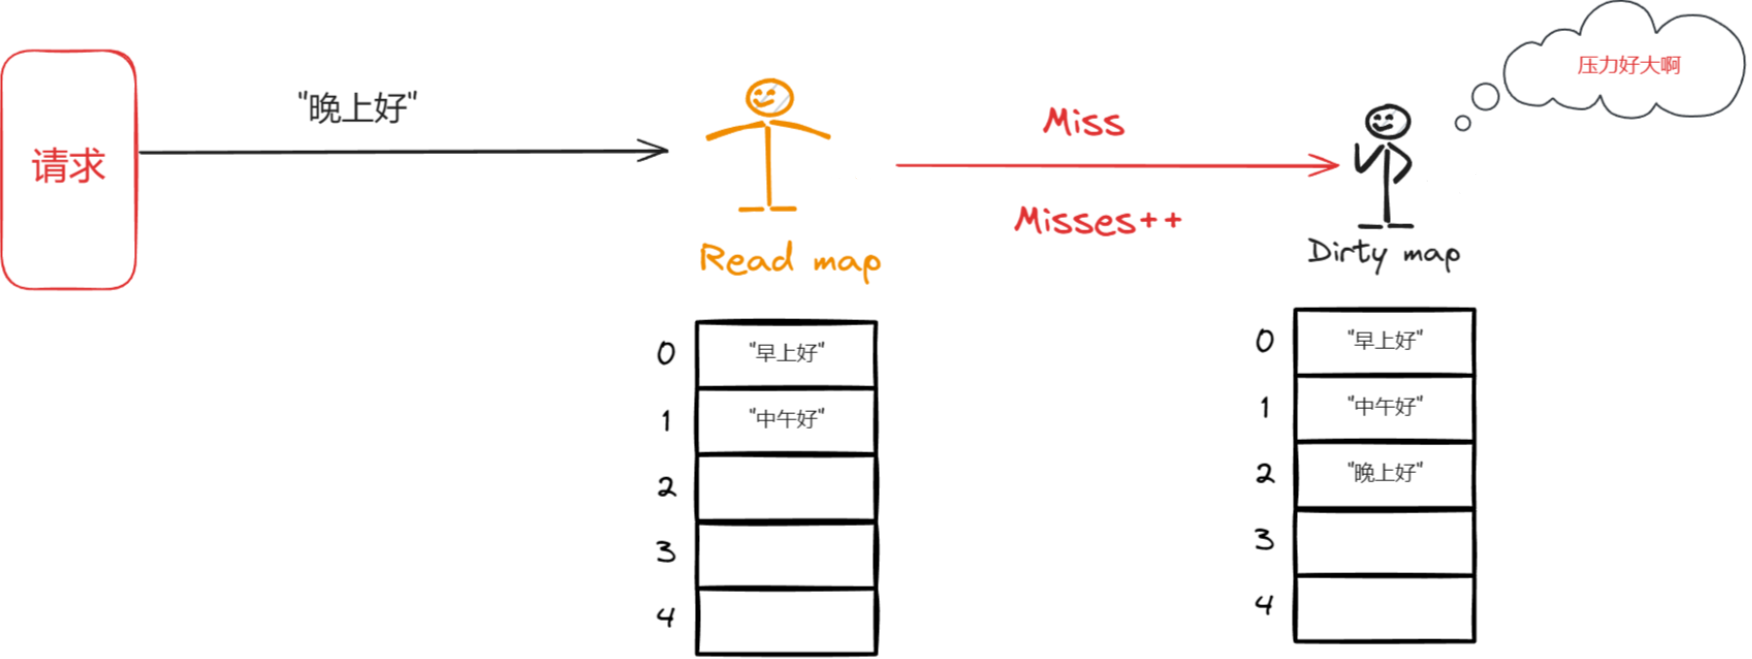 请求
"晚上好"
Miss
Misses++
压力好大啊
Read map
Dirty map
0 "早上好"
1 "中午好"
2
3
4
0 "早上好"
1 "中午好"
2 "晚上好"
3
4